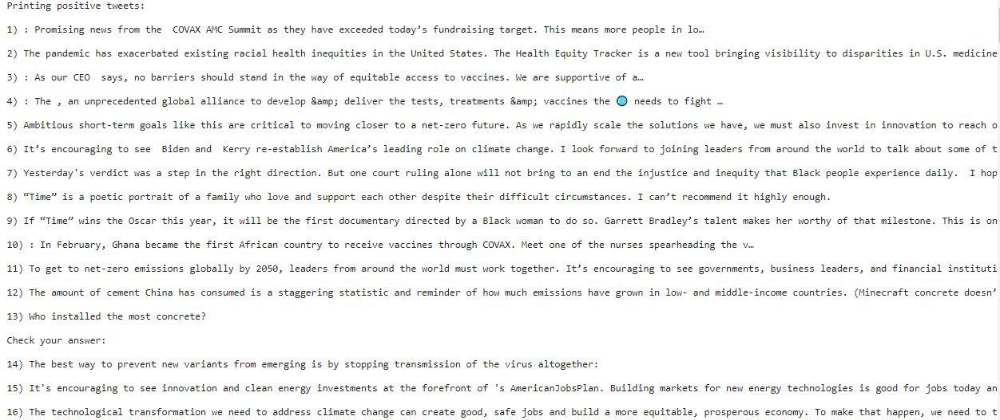 Printing positive tweets:
1) : Promising news from the  COVAX AMC Summit as they have exceeded today’s fundraising target. This means more people in lo…
2) The pandemic has exacerbated existing racial health inequities in the United States. The Health Equity Tracker is a new tool bringing visibility to disparities in U.S. medicine
3) : As our CEO  says, no barriers should stand in the way of equitable access to vaccines. We are supportive of a…
4) : The , an unprecedented global alliance to develop &amp; deliver the tests, treatments &amp; vaccines the 🌐 needs to fight …
5) Ambitious short-term goals like this are critical to moving closer to a net-zero future. As we rapidly scale the solutions we have, we must also invest in innovation to reach o
6) It’s encouraging to see  Biden and  Kerry re-establish America’s leading role on climate change. I look forward to joining leaders from around the world to talk about some of t
7) Yesterday's verdict was a step in the right direction. But one court ruling alone will not bring to an end the injustice and inequity that Black people experience daily.  I hop
8) “Time” is a poetic portrait of a family who love and support each other despite their difficult circumstances. I can’t recommend it highly enough.
9) If “Time” wins the Oscar this year, it will be the first documentary directed by a Black woman to do so. Garrett Bradley’s talent makes her worthy of that milestone. This is on
10) : In February, Ghana became the first African country to receive vaccines through COVAX. Meet one of the nurses spearheading the v…
11) To get to net-zero emissions globally by 2050, leaders from around the world must work together. It’s encouraging to see governments, business leaders, and financial instituti
12) The amount of cement China has consumed is a staggering statistic and reminder of how much emissions have grown in low- and middle-income countries. (Minecraft concrete doesn’
13) Who installed the most concrete?
Check your answer:
14) The best way to prevent new variants from emerging is by stopping transmission of the virus altogether:
15) It's encouraging to see innovation and clean energy investments at the forefront of 's AmericanJobsPlan. Building markets for new energy technologies is good for jobs today an
16) The technological transformation we need to address climate change can create good, safe jobs and build a more equitable, prosperous economy. To make that happen, we need to t